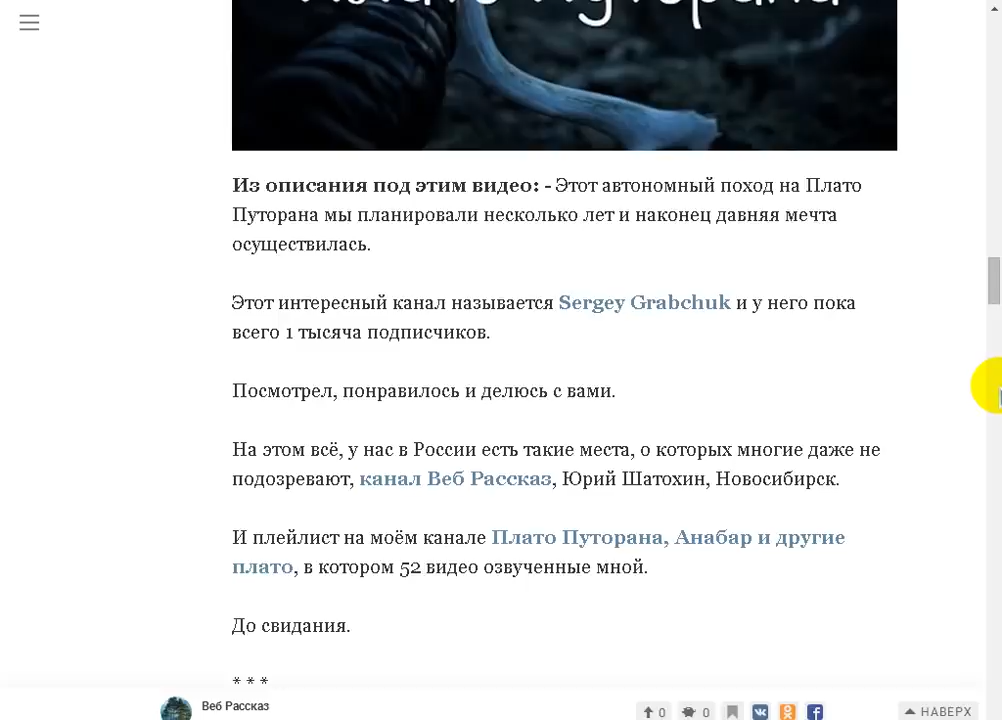 Из описания под этим видео: - Этот автономный поход на Плато
Путорана мы планировали несколько лет и наконец давняя мечта
осуществилась.
Этот интересный канал называется Sergey Grabchuk и у него пока
всего 1 тысяча подписчиков.
Посмотрел, понравилось и делюсь с вами.
На этом всё, у нас в России есть такие места, о которых многие даже не
подозревают, канал Веб Рассказ, Юрий Шатохин, Новосибирск.
И плейлист на моём канале Плато Путорана, Анабар и другие
плато, в котором 52 видео озвученные мной.
До свидания.
* * *
Веб Рассказ
0
0
НАВЕРХ